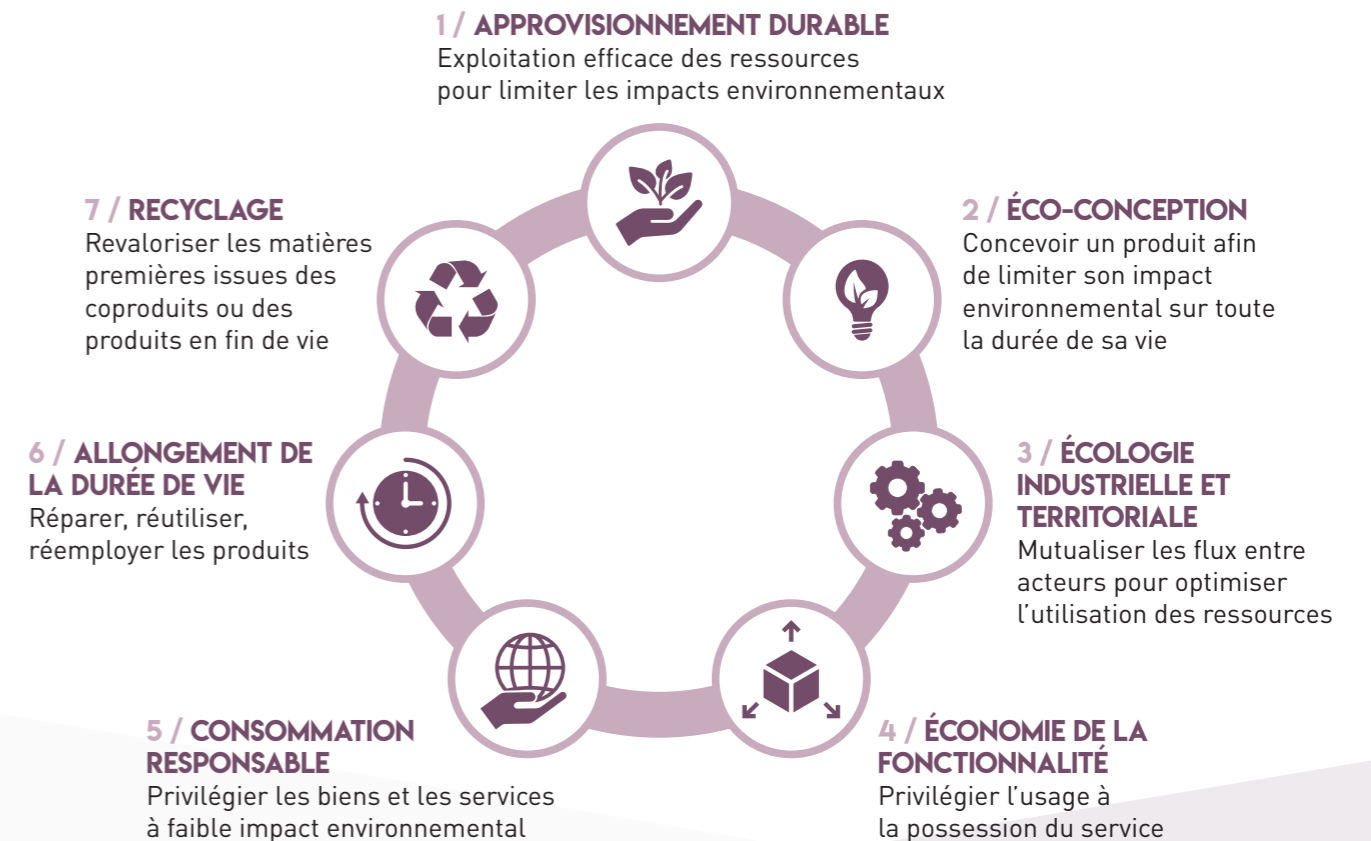 1 / APPROVISIONNEMENT DURABLE
Exploitation efficace des ressources
pour limiter les impacts environnementaux
2 / ÉCO-CONCEPTION
Concevoir un produit afin
de limiter son impact
environnemental sur toute
la durée de sa vie
3 / ÉCOLOGIE
INDUSTRIELLE ET
TERRITORIALE
Mutualiser les flux entre
acteurs pour optimiser
l’utilisation des ressources
4 / ÉCONOMIE DE LA
FONCTIONNALITÉ
Privilégier l’usage à
la possession du service
5 / CONSOMMATION
RESPONSABLE
Privilégier les biens et les services
à faible impact environnemental
6 / ALLONGEMENT DE
LA DURÉE DE VIE
Réparer, réutiliser,
réemployer les produits
7 / RECYCLAGE
Revaloriser les matières
premières issues des
coproduits ou des
produits en fin de vie